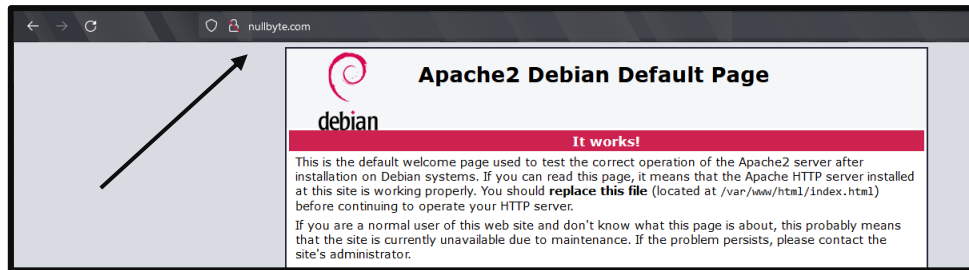 nullbyte.com
Apache2 Debian Default Page
debian
It works!
This is the default welcome page used to test the correct operation of the Apache2 server after
installation on Debian systems. If you can read this page, it means that the Apache HTTP server installed
at this site is working properly. You should replace this file (located at /var/www/html/index.html)
before continuing to operate your HTTP server.
If you are a normal user of this web site and don't know what this page is about, this probably means
that the site is currently unavailable due to maintenance. If the problem persists, please contact the
site's administrator.